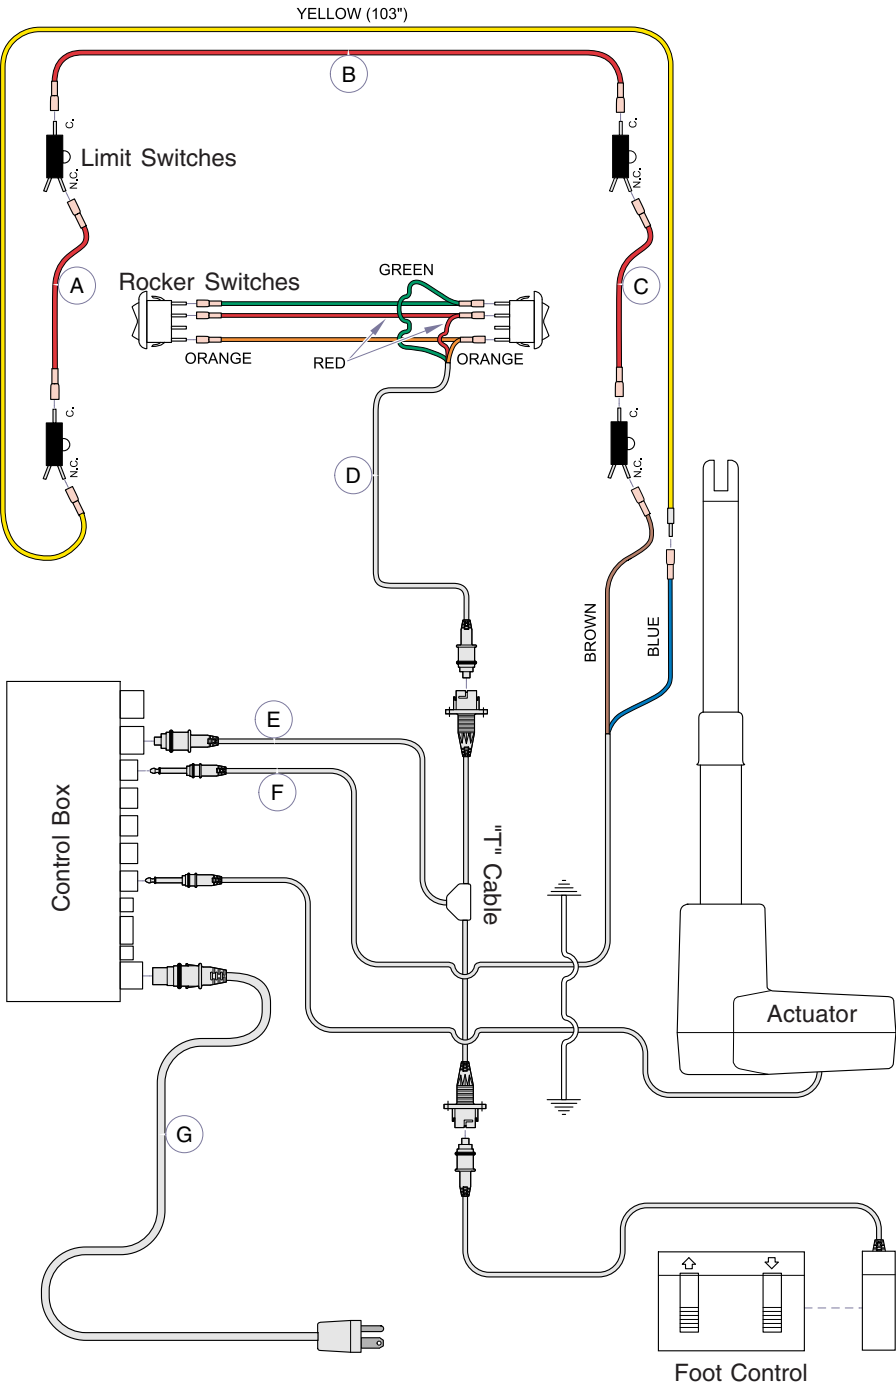 YELLOW (103")
B
C.
C.
Limit Switches
N.C.
N.C.
A
Rocker Switches
GREEN
C
ORANGE
RED
ORANGE
C.
C.
N.C.
N.C.
D
BROWN
BLUE
E
F
Control Box
"T" Cable
Actuator
G
Foot Control